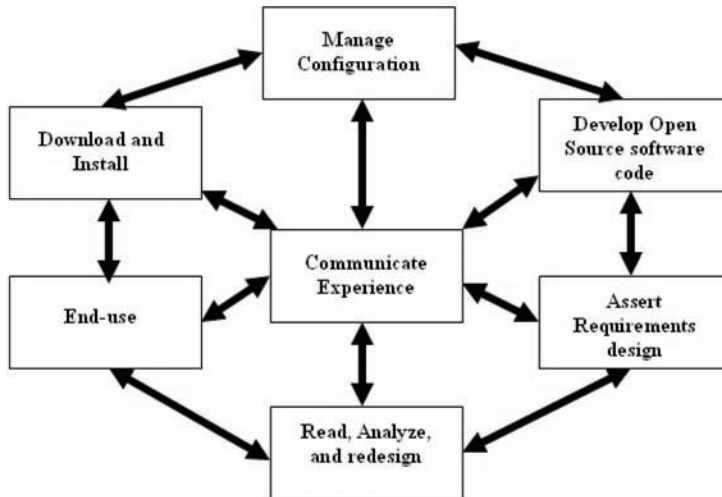 Manage
Configuration
Download and
Install
Develop Open
Source software
code
Communicate
Experience
End-use
Assert
Requirements
design
Read, Analyze,
and redesign